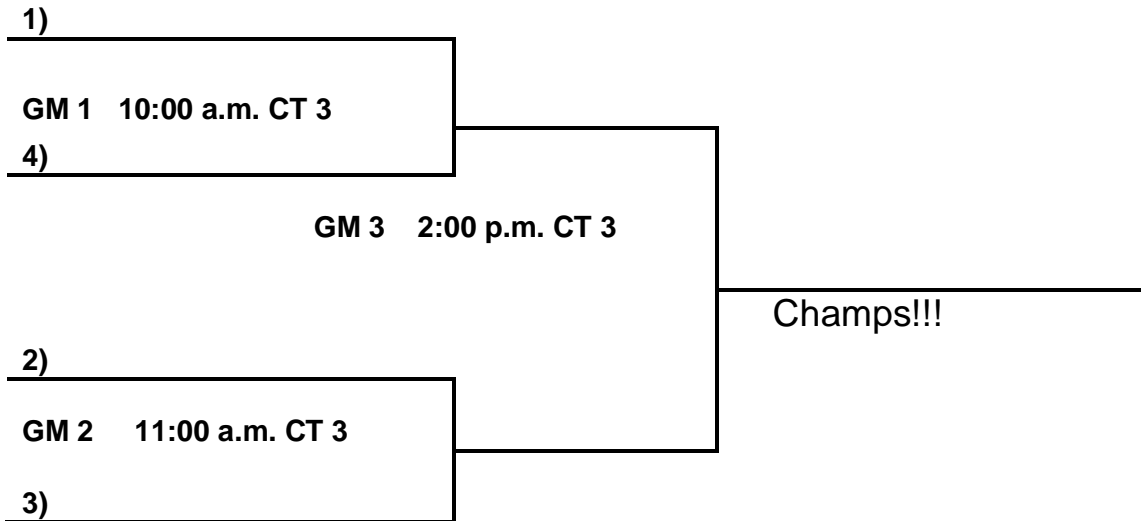 1)
GM 1 10:00 a.m. CT 3
4)
GM 3 2:00 p.m. CT 3
Champs!!!
2)
GM 2 11:00 a.m. CT 3
3)